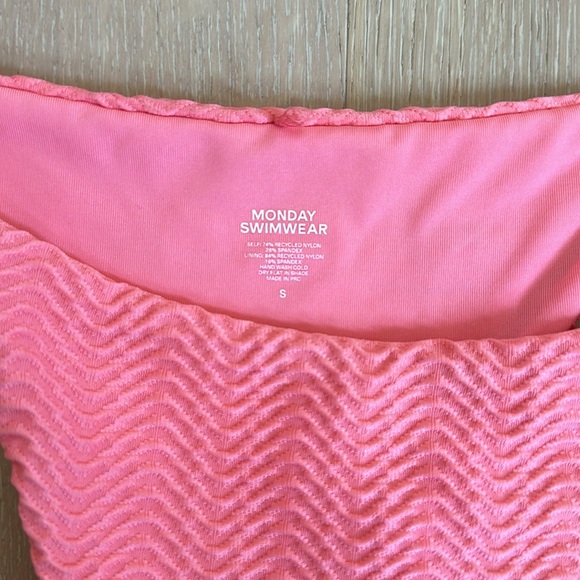 MONDAY
SWIMWEAR
SELF: 74% RECYCLED NYLON
26% SPANDEX
LINING: 84% RECYCLED NYLON
16% SPANDEX
HAND WASH COLD
DRY FLAT IN SHADE
MADE IN PRC
S